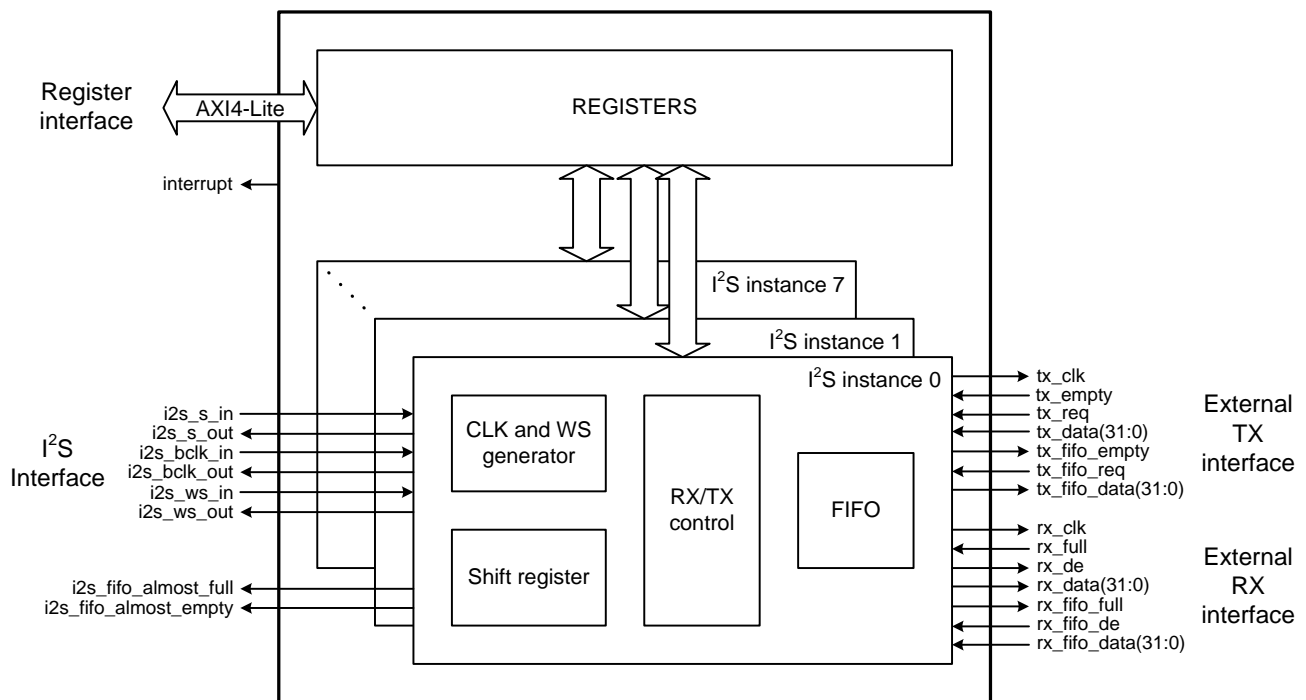 Register
interface
AXI4-Lite
REGISTERS
interrupt
I²S instance 7
I²S instance 1
I²S instance 0
I²S
Interface
i2s_s_in
i2s_s_out
i2s_bclk_in
i2s_bclk_out
i2s_ws_in
i2s_ws_out
i2s_fifo_almost_full
i2s_fifo_almost_empty
CLK and WS
generator
Shift register
RX/TX
control
FIFO
tx_clk
tx_empty
tx_req
tx_data(31:0)
tx_fifo_empty
tx_fifo_req
tx_fifo_data(31:0)
External
TX
interface
rx_clk
rx_full
rx_de
rx_data(31:0)
rx_fifo_full
rx_fifo_de
rx_fifo_data(31:0)
External
RX
interface